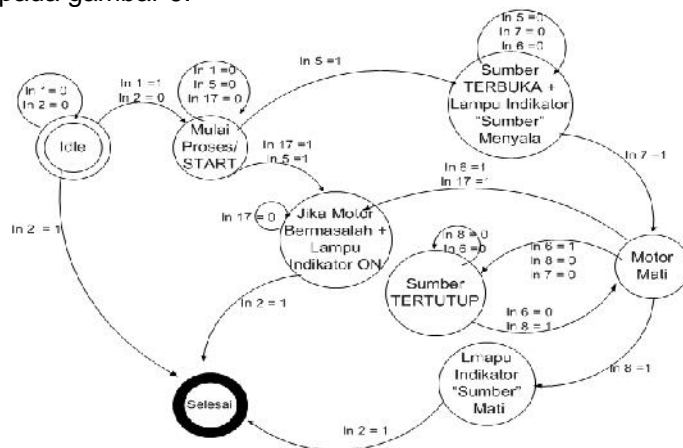 pada gambar 3.
In 1=0
In 2=0
In 1=1
In 2=0
In 1=0
In 5=0
In 17=0
In 5=1
In 5=0
In 7=0
In 6=0
Idle
Mulai
Proses/
START
Sumber
TERBUKA +
Lampu Indikator
"Sumber"
Menyala
In 17=1
In 5=1
In 7=1
In 6=1
In 17=1
In 2 = 1
In 17=0
Jika Motor
Bermasalah +
Lampu
Indikator ON
In 8=0
In 6=0
In 6=1
In 8=0
In 7=0
Motor
Mati
Sumber
TERTUTUP
In 2=1
In 6=0
In 8=1
Lmapu
Indikator
"Sumber"
Mati
In 8=1
Selesai
In 2=1